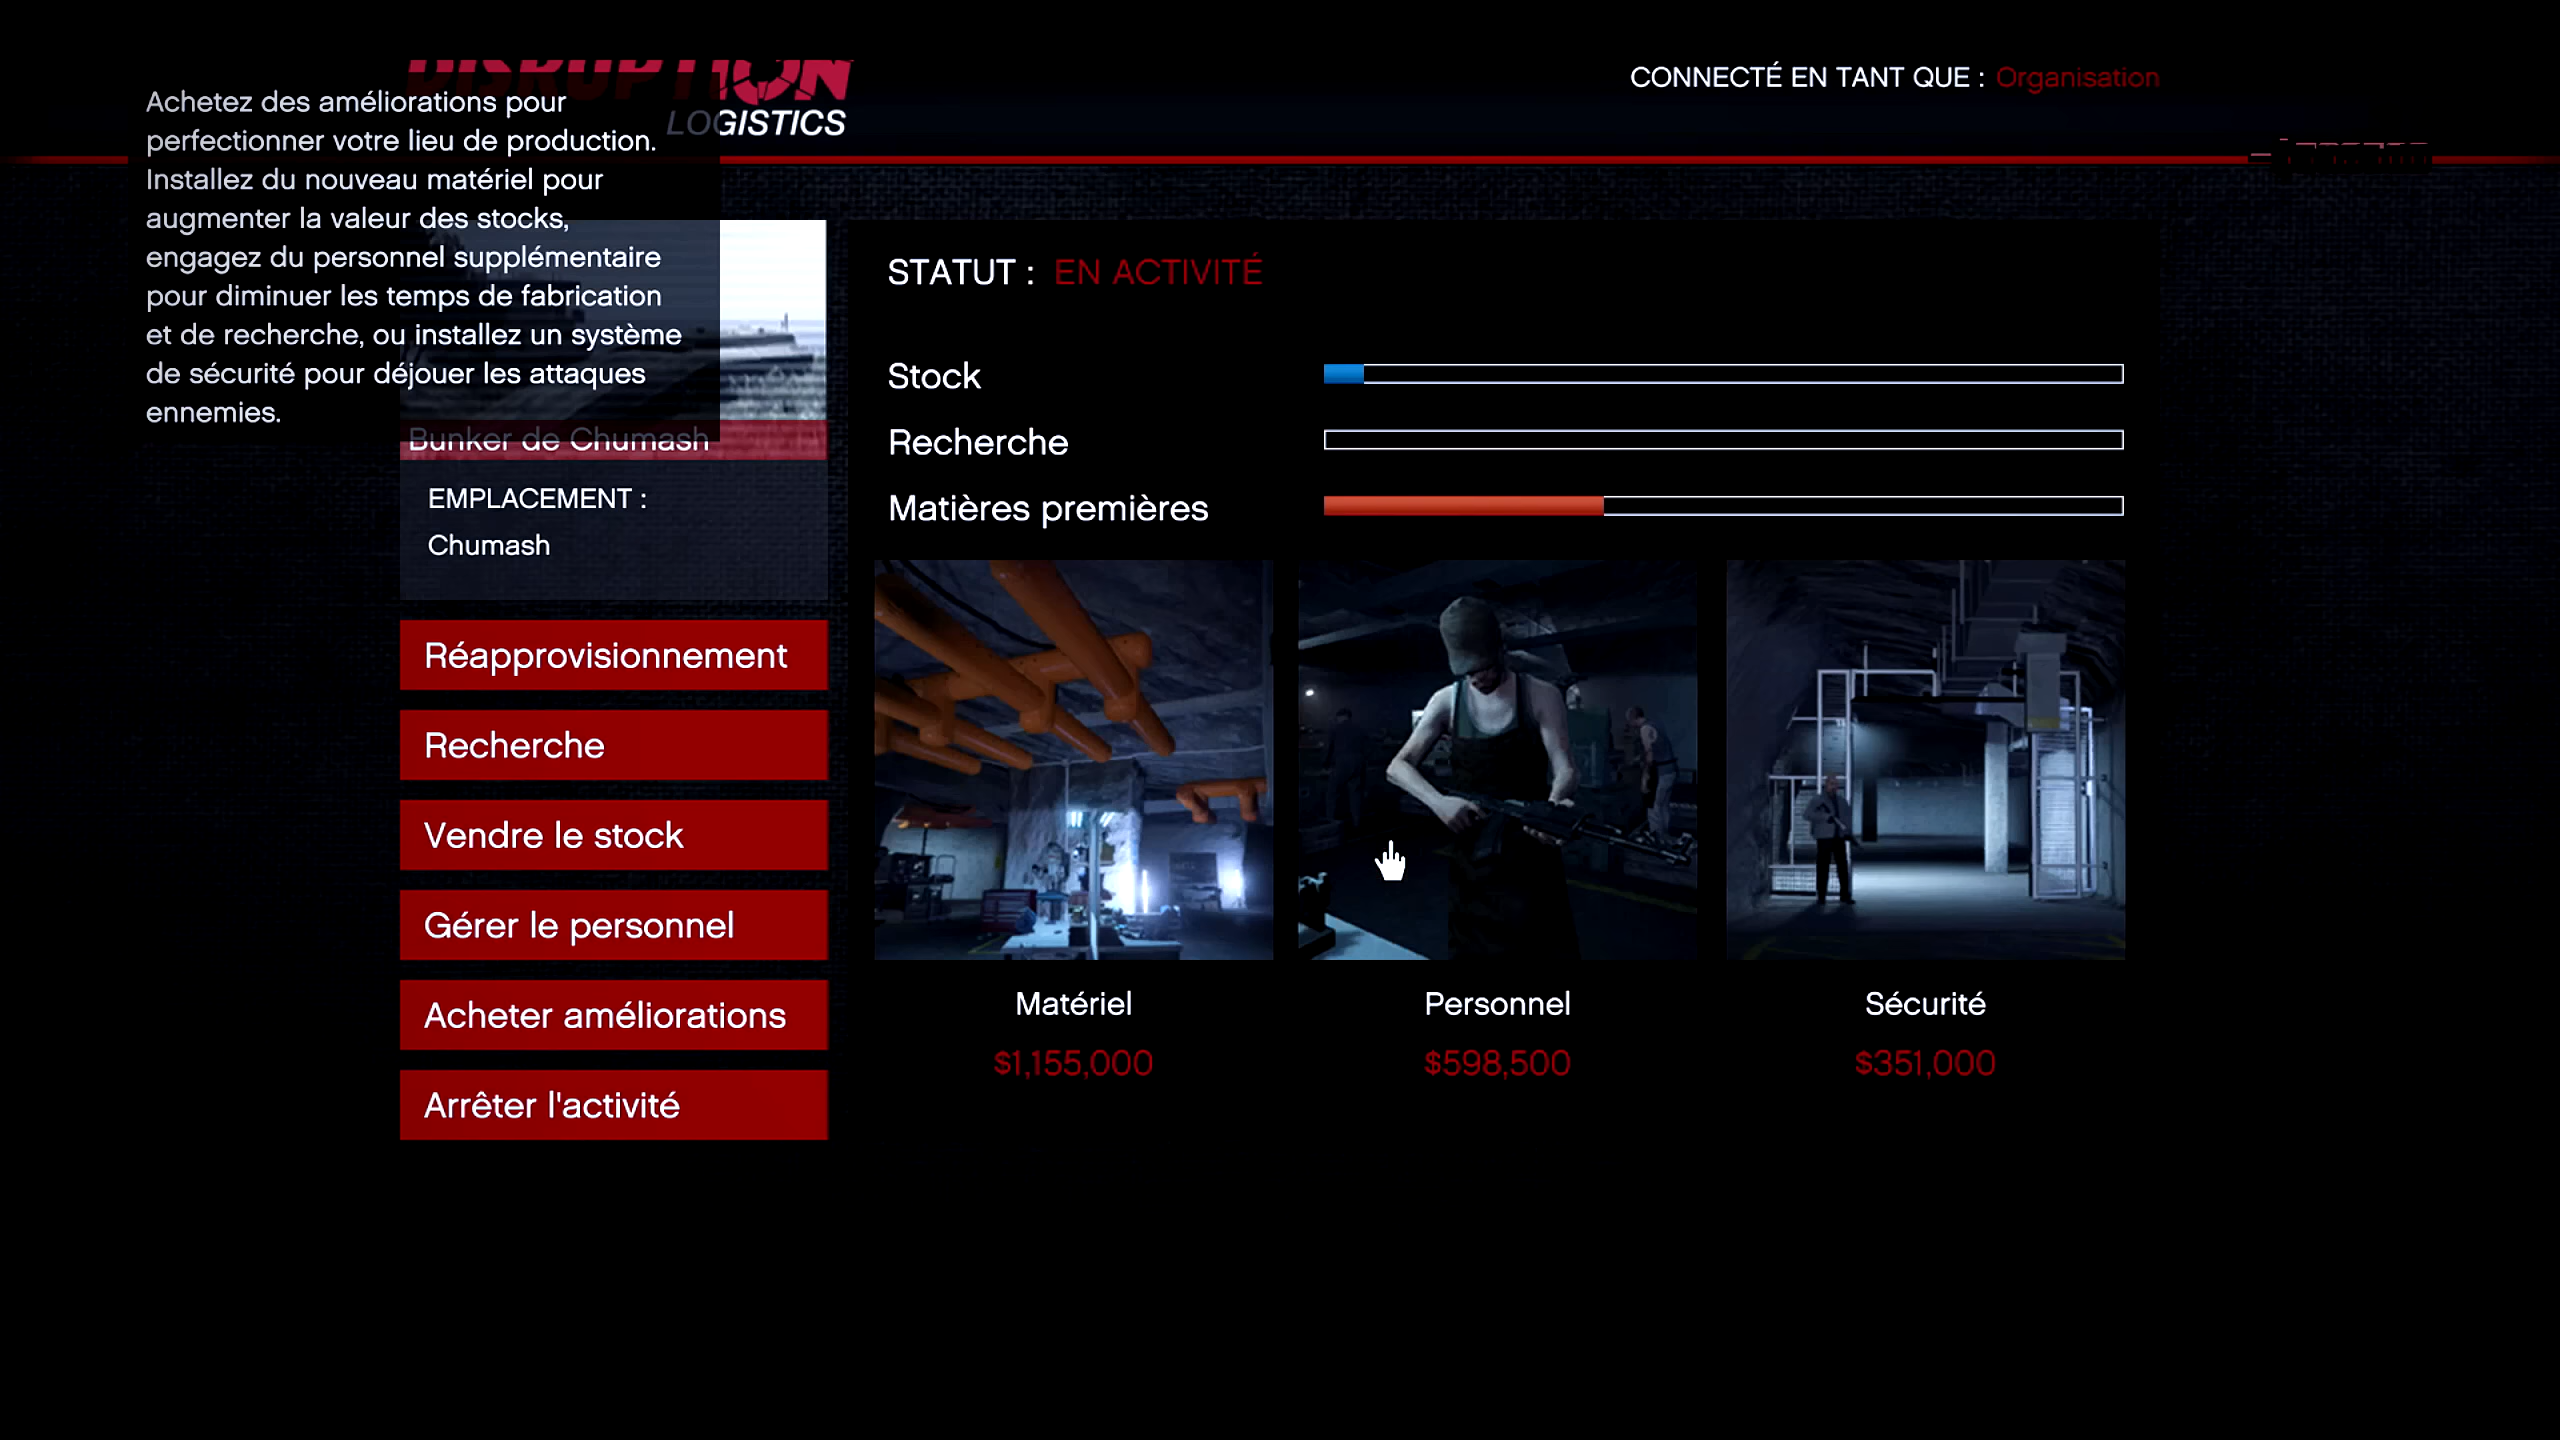 DISRUPTION
LOGISTICS
CONNECTÉ EN TANT QUE : Organisation
Achetez des améliorations pour
perfectionner votre lieu de production.
Installez du nouveau matériel pour
augmenter la valeur des stocks,
engagez du personnel supplémentaire
pour diminuer les temps de fabrication
et de recherche, ou installez un système
de sécurité pour déjouer les attaques
ennemies.
Bunker de Chumash
EMPLACEMENT :
Chumash
Réapprovisionnement
Recherche
Vendre le stock
Gérer le personnel
Acheter améliorations
Arrêter l'activité
STATUT : EN ACTIVITÉ
Stock
Recherche
Matières premières
Matériel
$1,155,000
Personnel
$598,500
Sécurité
$351,000